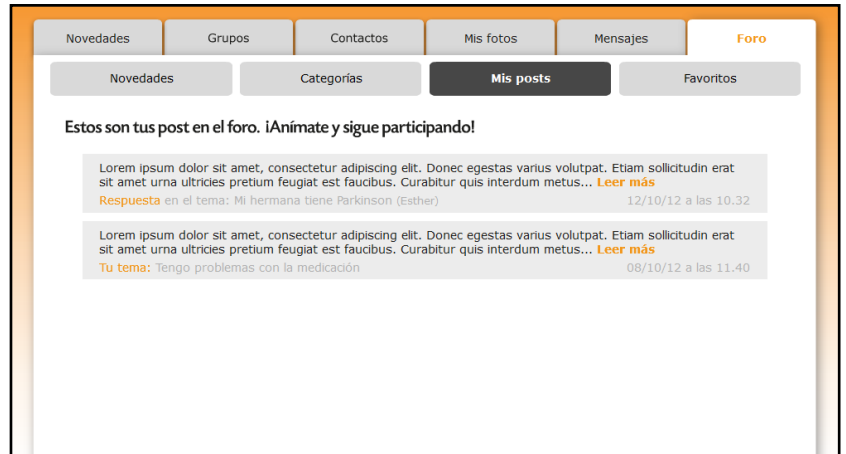 Novedades Grupos Contactos Mis fotos Mensajes Foro
Novedades Categorías Mis posts Favoritos
Estos son tus post en el foro. ¡Anímate y sigue participando!
Lorem ipsum dolor sit amet, consectetur adipiscing elit. Donec egestas varius volutpat. Etiam sollicitudin erat
sit amet urna ultricies pretium feugiat est faucibus. Curabitur quis interdum metus... Leer más
Respuesta en el tema: Mi hermana tiene Parkinson (Esther) 12/10/12 a las 10.32
Lorem ipsum dolor sit amet, consectetur adipiscing elit. Donec egestas varius volutpat. Etiam sollicitudin erat
sit amet urna ultricies pretium feugiat est faucibus. Curabitur quis interdum metus... Leer más
Tu tema: Tengo problemas con la medicación 08/10/12 a las 11.40